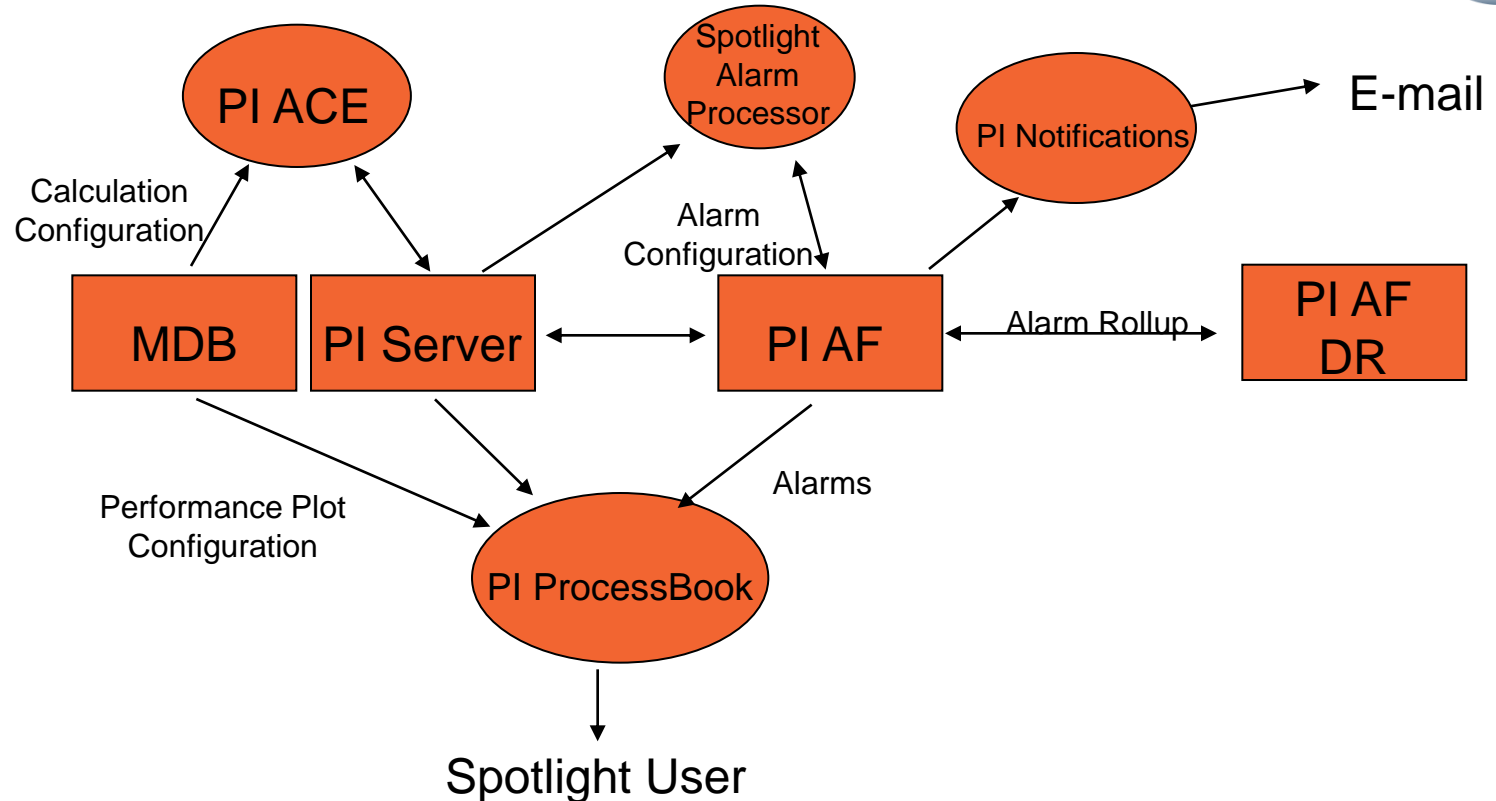 Spotlight
Alarm
Processor
PI ACE
E-mail
PI Notifications
Calculation
Configuration
Alarm
Configuration
MDB
PI Server
PI AF
Alarm Rollup
PI AF
DR
Performance Plot
Configuration
Alarms
PI ProcessBook
Spotlight User